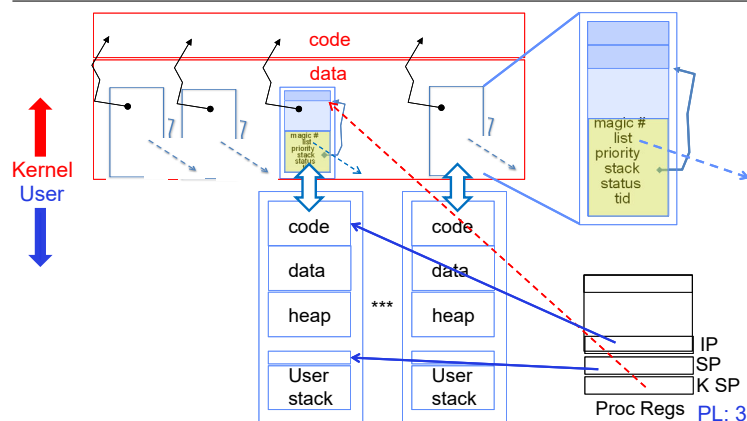 code
data
magic #
list
priority
stack
status
magic #
list
priority
stack
status
tid
Kernel
User
code
data
heap
User
stack
***
code
data
heap
User
stack
IP
SP
K SP
Proc Regs
PL: 3